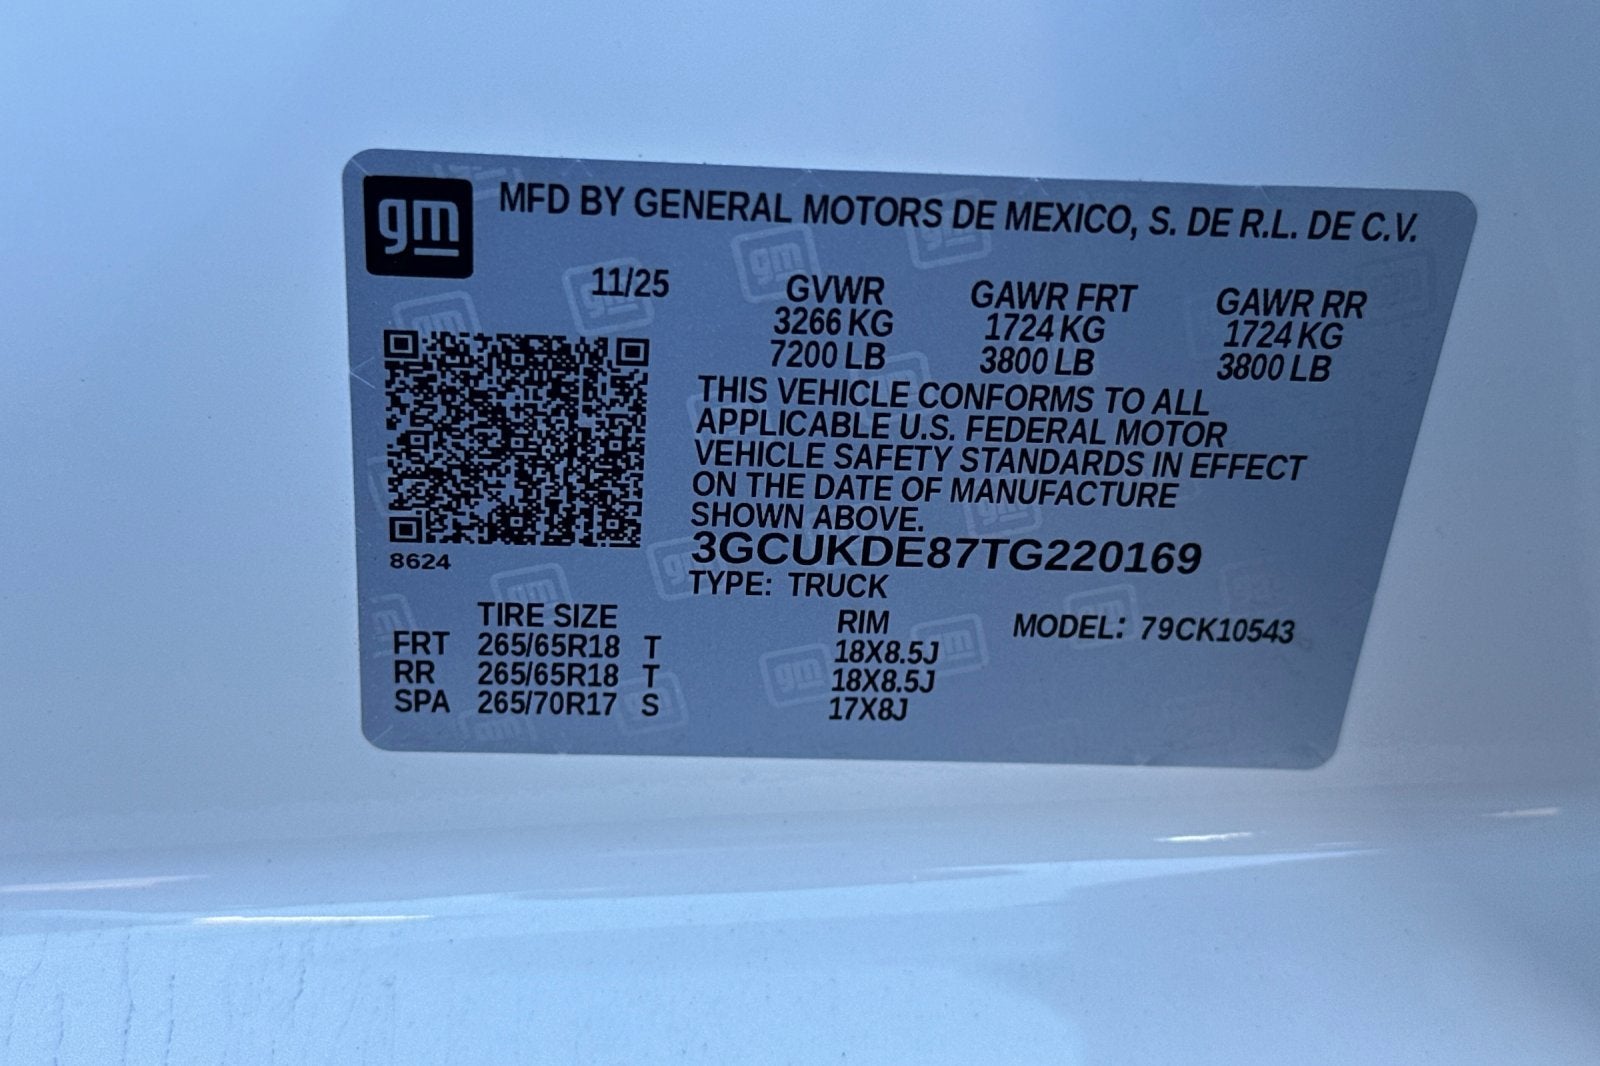 gm MFD BY GENERAL MOTORS DE MEXICO, S. DE R.L. DE C.V.
11/25 GVWR GAWR FRT GAWR RR
3266 KG 1724 KG 1724 KG
7200 LB 3800 LB 3800 LB
THIS VEHICLE CONFORMS TO ALL
APPLICABLE U.S. FEDERAL MOTOR
VEHICLE SAFETY STANDARDS IN EFFECT
ON THE DATE OF MANUFACTURE
SHOWN ABOVE.
3GCUKDE87TG220169
8624
TYPE: TRUCK
TIRE SIZE RIM MODEL: 79CK10543
FRT 265/65R18 T 18X8.5J
RR 265/65R18 T 18X8.5J
SPA 265/70R17 S 17X8J